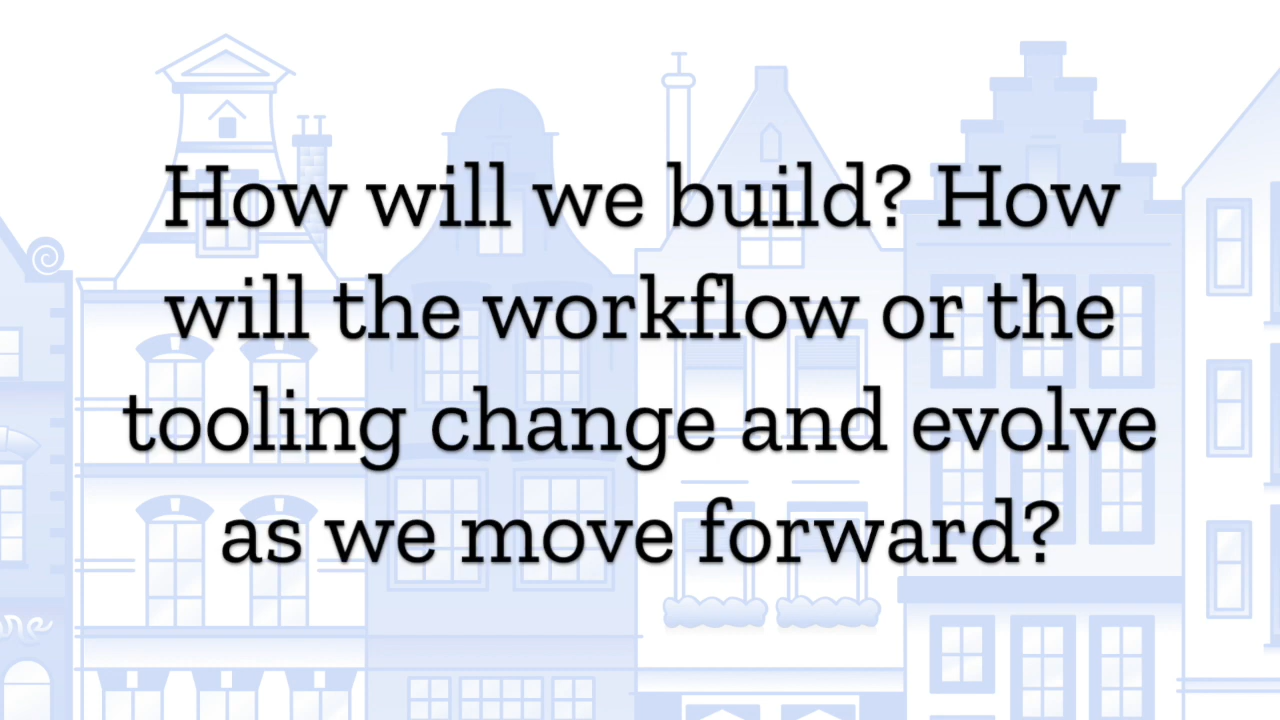 How will we build? How
will the workflow or the
tooling change and evolve
as we move forward?